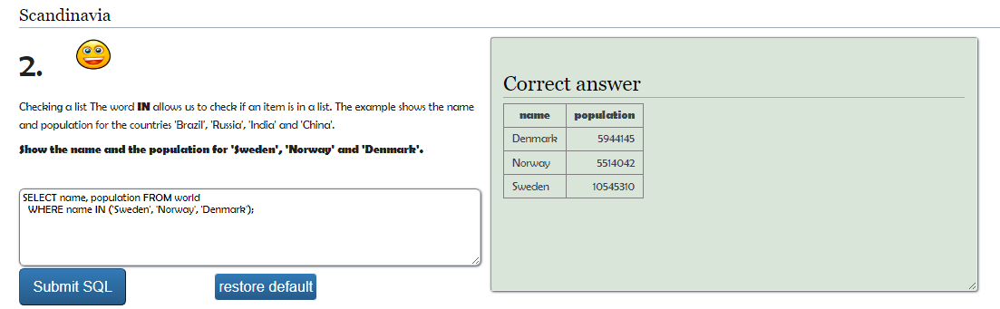 Scandinavia
2.
Checking a list The word IN allows us to check if an item is in a list. The example shows the name
and population for the countries 'Brazil', 'Russia', 'India' and 'China'.
Show the name and the population for 'Sweden', 'Norway' and 'Denmark'.
SELECT name, population FROM world
WHERE name IN ('Sweden', 'Norway', 'Denmark');
Submit SQL
restore default
Correct answer
name population
Denmark 5944145
Norway 5514042
Sweden 10545310